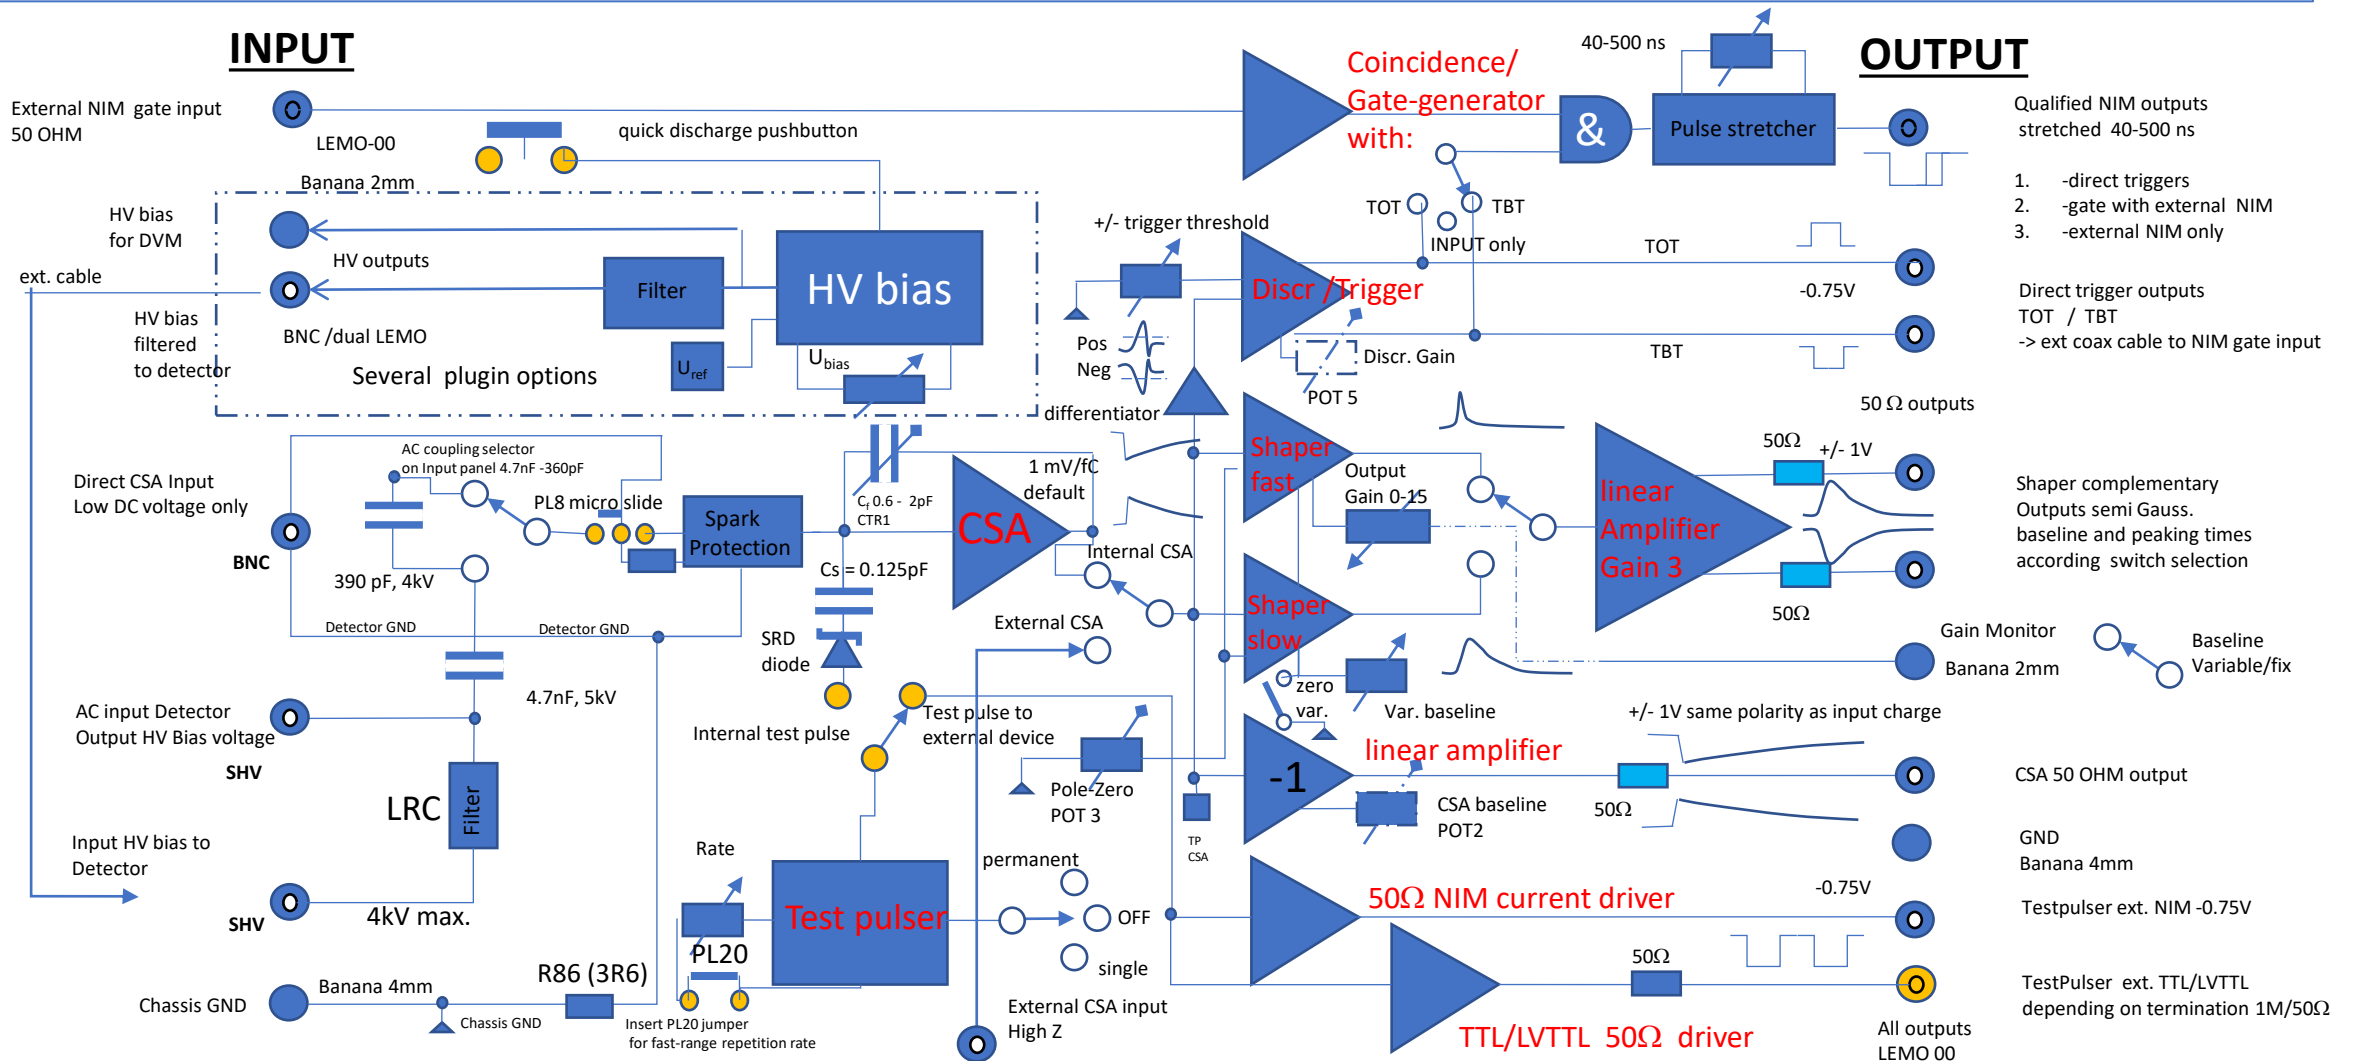 INPUT
OUTPUT
External NIM  gate input
50 OHM
LEMO-00
quick discharge pushbutton
Banana 2mm
HV bias
for DVM
ext. cable
HV outputs
Filter
HV bias
HV bias
filtered
to detector
BNC /dual LEMO
Uref
Ubias
Several  plugin options
Coincidence/
Gate-generator
with:
40-500 ns
&
Pulse stretcher
Qualified NIM outputs
stretched  40-500 ns
1. -direct triggers
2. -gate with external  NIM
3. -external NIM only
TOT
TBT
INPUT only
+/- trigger threshold
Discr /Trigger
TOT
-0.75V
TBT
Direct trigger outputs
TOT  /  TBT
-> ext coax cable to NIM gate input
Pos
Neg
Discr. Gain
POT 5
differentiator
50 Ω outputs
Direct CSA Input
Low DC voltage only
BNC
AC coupling selector
on Input panel 4.7nF -360pF
PL8 micro slide
Spark
Protection
390 pF, 4kV
Cf 0.6 -  2pF
CTR1
1 mV/fC
default
CSA
Internal CSA
Cs = 0.125pF
SRD
diode
External CSA
Detector GND
Detector GND
Shaper
fast
Output
Gain 0-15
Shaper
slow
linear
Amplifier
Gain 3
50Ω
+/- 1V
50Ω
Shaper complementary
Outputs semi Gauss.
baseline and peaking times
according  switch selection
Gain Monitor
Banana 2mm
Baseline
Variable/fix
zero
var.
Var. baseline
+/- 1V same polarity as input charge
AC input Detector
Output HV Bias voltage
SHV
4.7nF, 5kV
LRC
Filter
Internal test pulse
Test pulse to
external device
Pole-Zero
POT 3
-1
linear amplifier
CSA baseline
POT2
50Ω
CSA 50 OHM output
TP
CSA
GND
Banana 4mm
Input HV bias to
Detector
SHV
4kV max.
Rate
Test pulser
PL20
permanent
OFF
single
50Ω NIM current driver
-0.75V
Testpulser ext. NIM -0.75V
Chassis GND
Banana 4mm
Chassis GND
R86 (3R6)
Insert PL20 jumper
for fast-range repetition rate
External CSA input
High Z
50Ω
TTL/LVTTL  50Ω  driver
TestPulser  ext. TTL/LVTTL
depending on termination 1M/50Ω
All outputs
LEMO 00